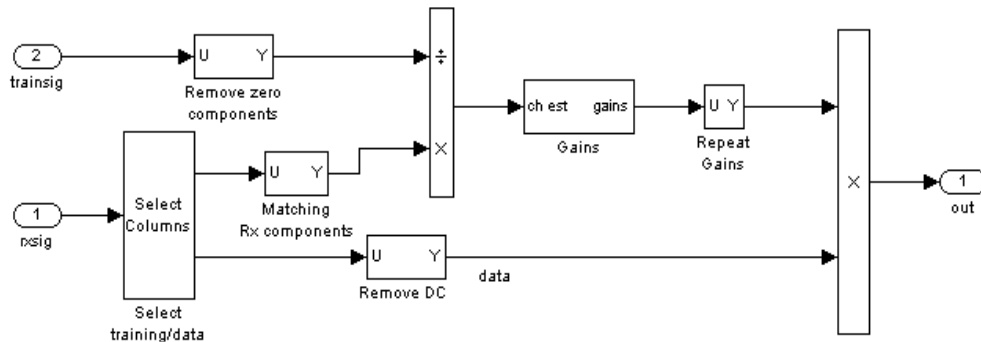 2
trainsig
U Y
Remove zero
components
÷
X
ch est gains
Gains
U Y
Repeat
Gains
1
rxsig
Select
Columns
Select
training/data
U Y
Matching
Rx components
U Y
Remove DC
data
X
1
out